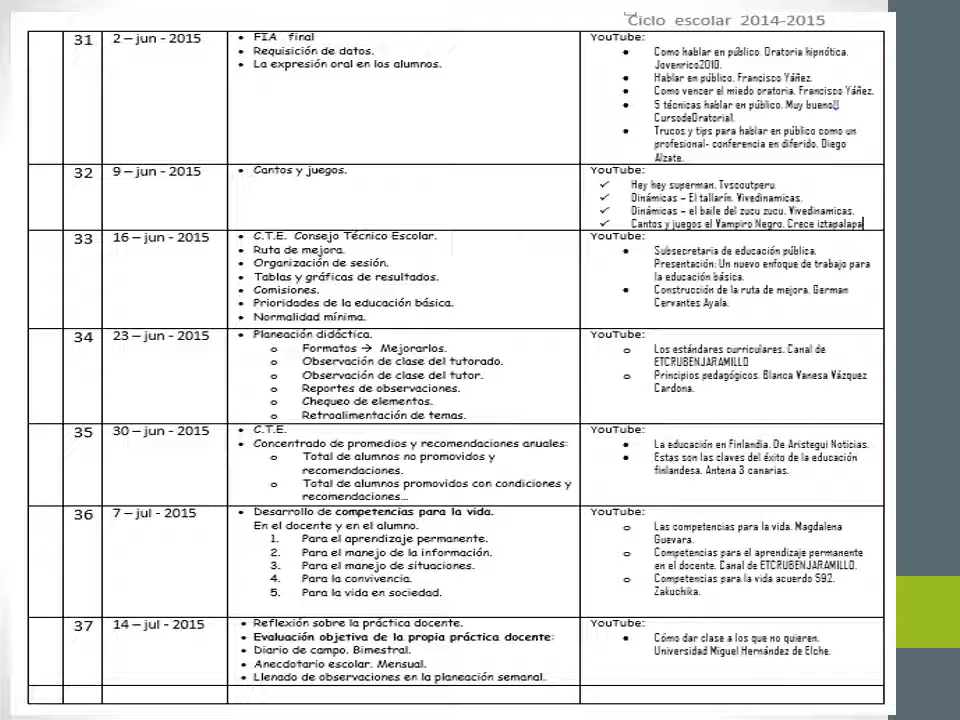 Ciclo escolar 2014-2015
31
2 – jun - 2015
• FIA final
• Requisición de datos.
• La expresión oral en los alumnos.
YouTube:
• Como hablar en público. Oratoria hipnótica.
Jovenrico2010.
• Hablar en público. Francisco Yáñez.
• Como vencer el miedo oratoria. Francisco Yáñez.
• 5 técnicas hablar en público. Muy bueno!!
CursodeOratoria1.
• Trucos y tips para hablar en público como un
profesional- conferencia en diferido. Diego
Alzate.
32
9 – jun - 2015
• Cantos y juegos.
YouTube:
✓ Hey hey superman. Tvscoutperu.
✓ Dinámicas – El tallarín. Vivedinamicas.
✓ Dinámicas – el baile del zucu zucu. Vivedinamicas.
✓ Cantos y juegos el Vampiro Negro. Crece iztapalapa
33
16 – jun - 2015
• C.T.E. Consejo Técnico Escolar.
• Ruta de mejora.
• Organización de sesión.
• Tablas y gráficas de resultados.
• Comisiones.
• Prioridades de la educación básica.
• Normalidad mínima.
YouTube:
• Subsecretaria de educación pública.
Presentación: Un nuevo enfoque de trabajo para
la educación básica.
• Construcción de la ruta de mejora. German
Cervantes Ayala.
34
23 – jun - 2015
• Planeación didáctica.
o Formatos → Mejorarlos.
o Observación de clase del tutorado.
o Observación de clase del tutor.
o Reportes de observaciones.
o Chequeo de elementos.
o Retroalimentación de temas.
YouTube:
o Los estándares curriculares. Canal de
ETCRUBENJARAMILLO
o Principios pedagógicos. Blanca Vanesa Vázquez
Cardona.
35
30 – jun - 2015
• C.T.E.
• Concentrado de promedios y recomendaciones anuales:
o Total de alumnos no promovidos y
recomendaciones.
o Total de alumnos promovidos con condiciones y
recomendaciones...
YouTube:
• La educación en Finlandia. De Aristegui Noticias.
• Estas son las claves del éxito de la educación
finlandesa. Antena 3 canarias.
36
7 – jul - 2015
• Desarrollo de competencias para la vida.
En el docente y en el alumno.
1. Para el aprendizaje permanente.
2. Para el manejo de la información.
3. Para el manejo de situaciones.
4. Para la convivencia.
5. Para la vida en sociedad.
YouTube:
o Las competencias para la vida. Magdalena
Guevara.
o Competencias para el aprendizaje permanente
en el docente. Canal de ETCRUBENJARAMILLO.
o Competencias para la vida acuerdo 592.
Zakuchika.
37
14 – jul - 2015
• Reflexión sobre la práctica docente.
• Evaluación objetiva de la propia práctica docente:
• Diario de campo. Bimestral.
• Anecdotario escolar. Mensual.
• Llenado de observaciones en la planeación semanal.
YouTube:
• Cómo dar clase a los que no quieren.
Universidad Miguel Hernández de Elche.